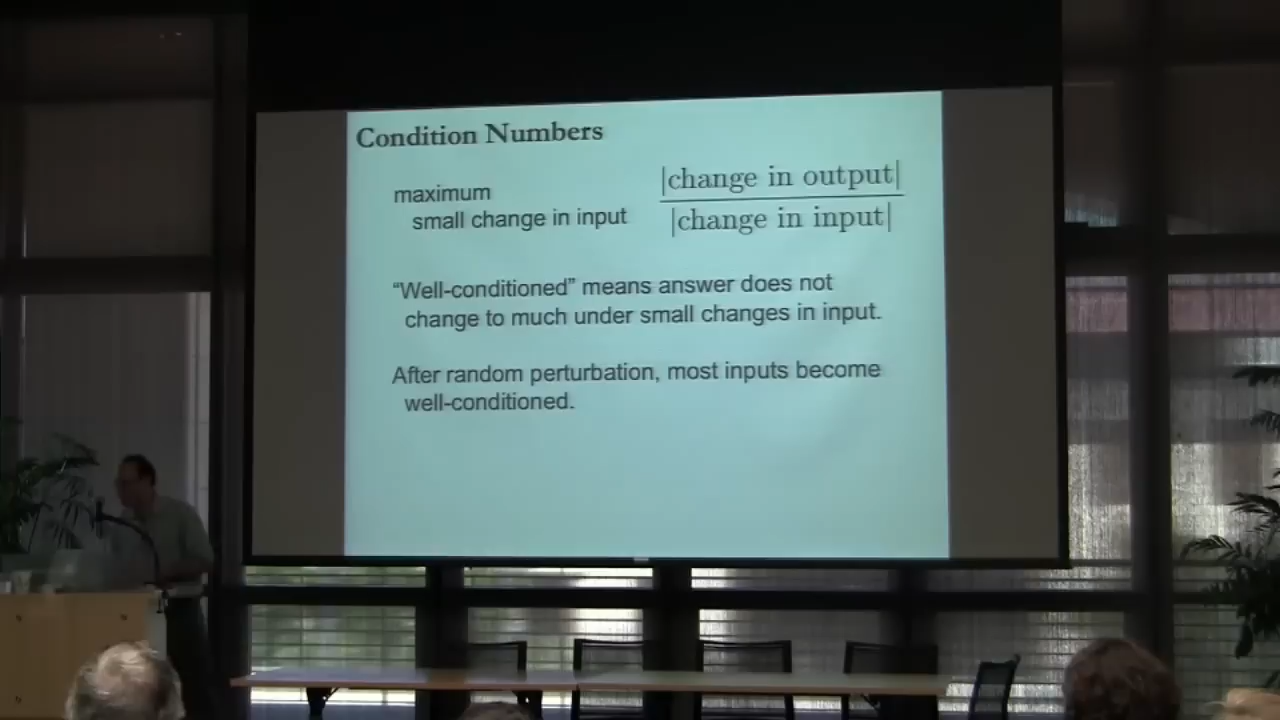 Condition Numbers
maximum
small change in input
|change in output|
|change in input|
“Well-conditioned” means answer does not
change to much under small changes in input.
After random perturbation, most inputs become
well-conditioned.